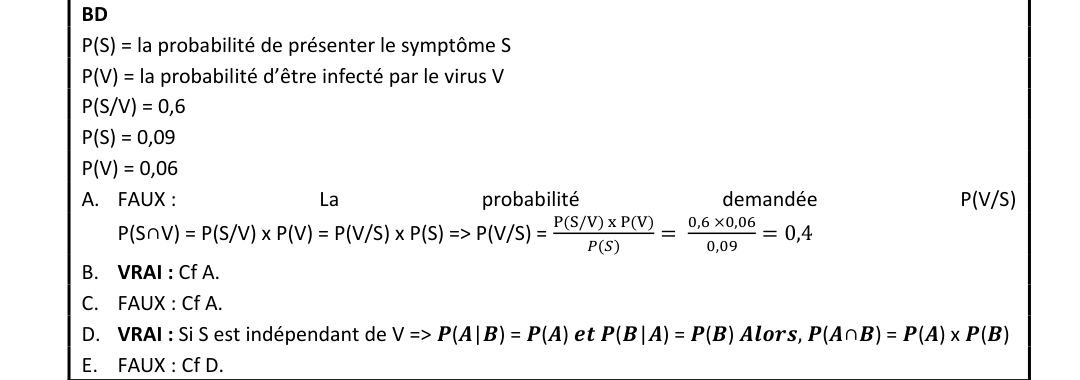 BD
P(S) = la probabilité de présenter le symptôme S
P(V) = la probabilité d’être infecté par le virus V
P(S/V) = 0,6
P(S) = 0,09
P(V) = 0,06
A. FAUX : La probabilité demandée P(V/S)
P(S∩V) = P(S/V) x P(V) = P(V/S) x P(S) => P(V/S) = \frac{P(S/V) x P(V)}{P(S)} = \frac{0,6 ×0,06}{0,09} = 0,4
B. VRAI : Cf A.
C. FAUX : Cf A.
D. VRAI : Si S est indépendant de V => P(A|B) = P(A) et P(B|A) = P(B) Alors, P(A∩B) = P(A) x P(B)
E. FAUX : Cf D.